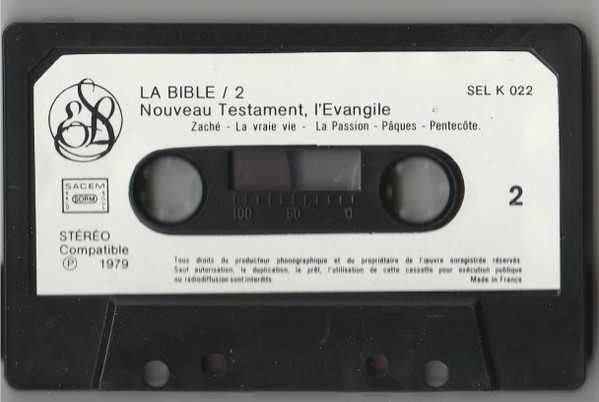 LA BIBLE / 2
SEL K 022
Nouveau Testament, l'Evangile
Zaché - La vraie vie - La Passion - Pâques - Pentecôte.
SACEM
SDRM
2
100 50 0
STÉRÉO
Compatible
Ⓟ 1979
Tous droits du producteur phonographique et du propriétaire de l'œuvre enregistrée réservés.
Sauf autorisation, la duplication, le prêt, l'utilisation de cette cassette pour exécution publique
ou radiodiffusion sont interdits.
Made in France